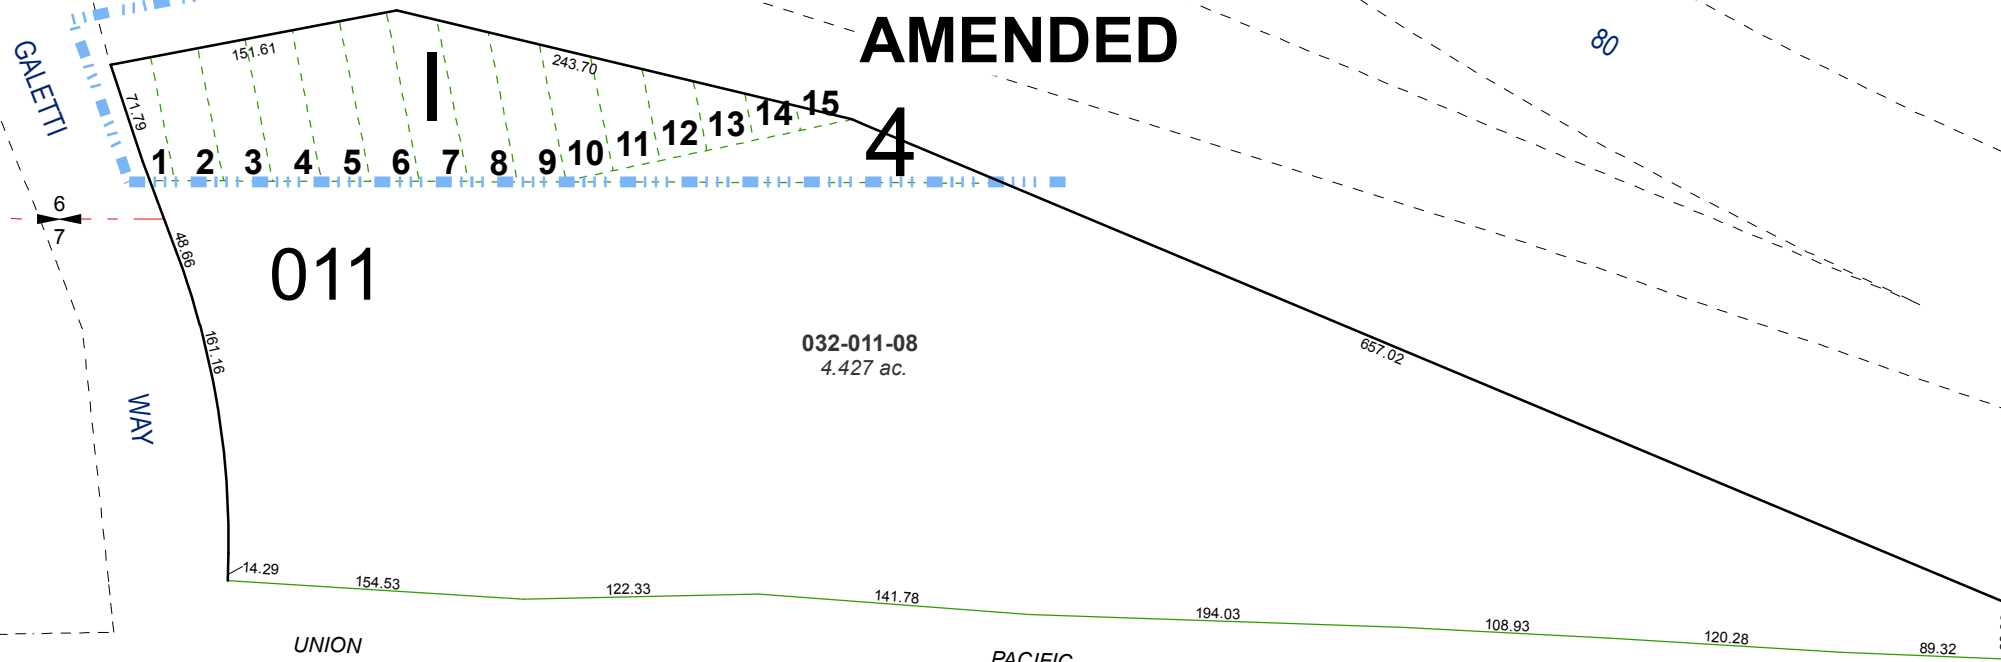 AMENDED
80
GALETTI
WAY
151.61
243.70
71.79
I
4
1 2 3 4 5 6 7 8 9 10 11 12 13 14 15
6
7
48.66
011
161.16
032-011-08
4.427 ac.
657.02
14.29
154.53
122.33
141.78
194.03
108.93
120.28
89.32
UNION
PACIFIC